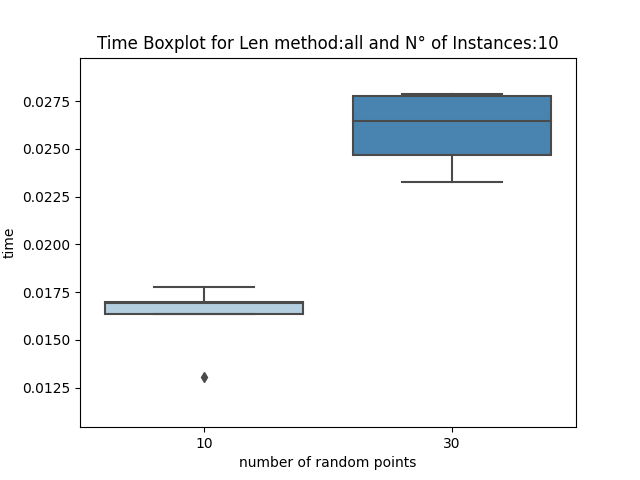 Time Boxplot for Len method:all and N° of Instances:10
0.0275
0.0250
0.0225
0.0200
0.0175
0.0150
0.0125
time
10 30
number of random points